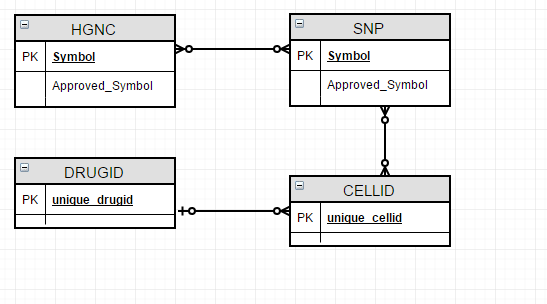 HGNC
PK Symbol
Approved_Symbol
SNP
PK Symbol
Approved_Symbol
DRUGID
PK unique_drugid
CELLID
PK unique_cellid